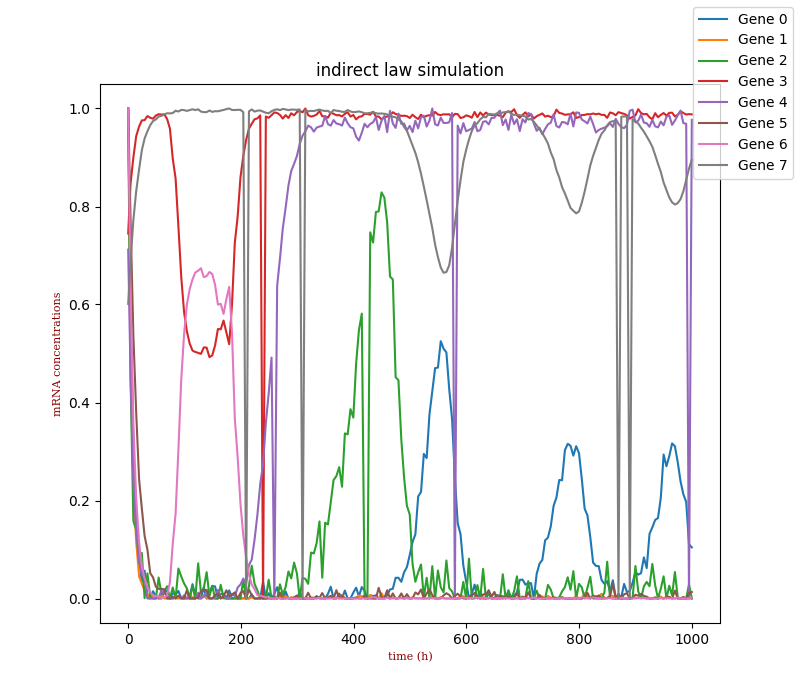 indirect law simulation
Gene 0
Gene 1
Gene 2
Gene 3
Gene 4
Gene 5
Gene 6
Gene 7
mRNA concentrations
1.0
0.8
0.6
0.4
0.2
0.0
0 200 400 600 800 1000
time (h)